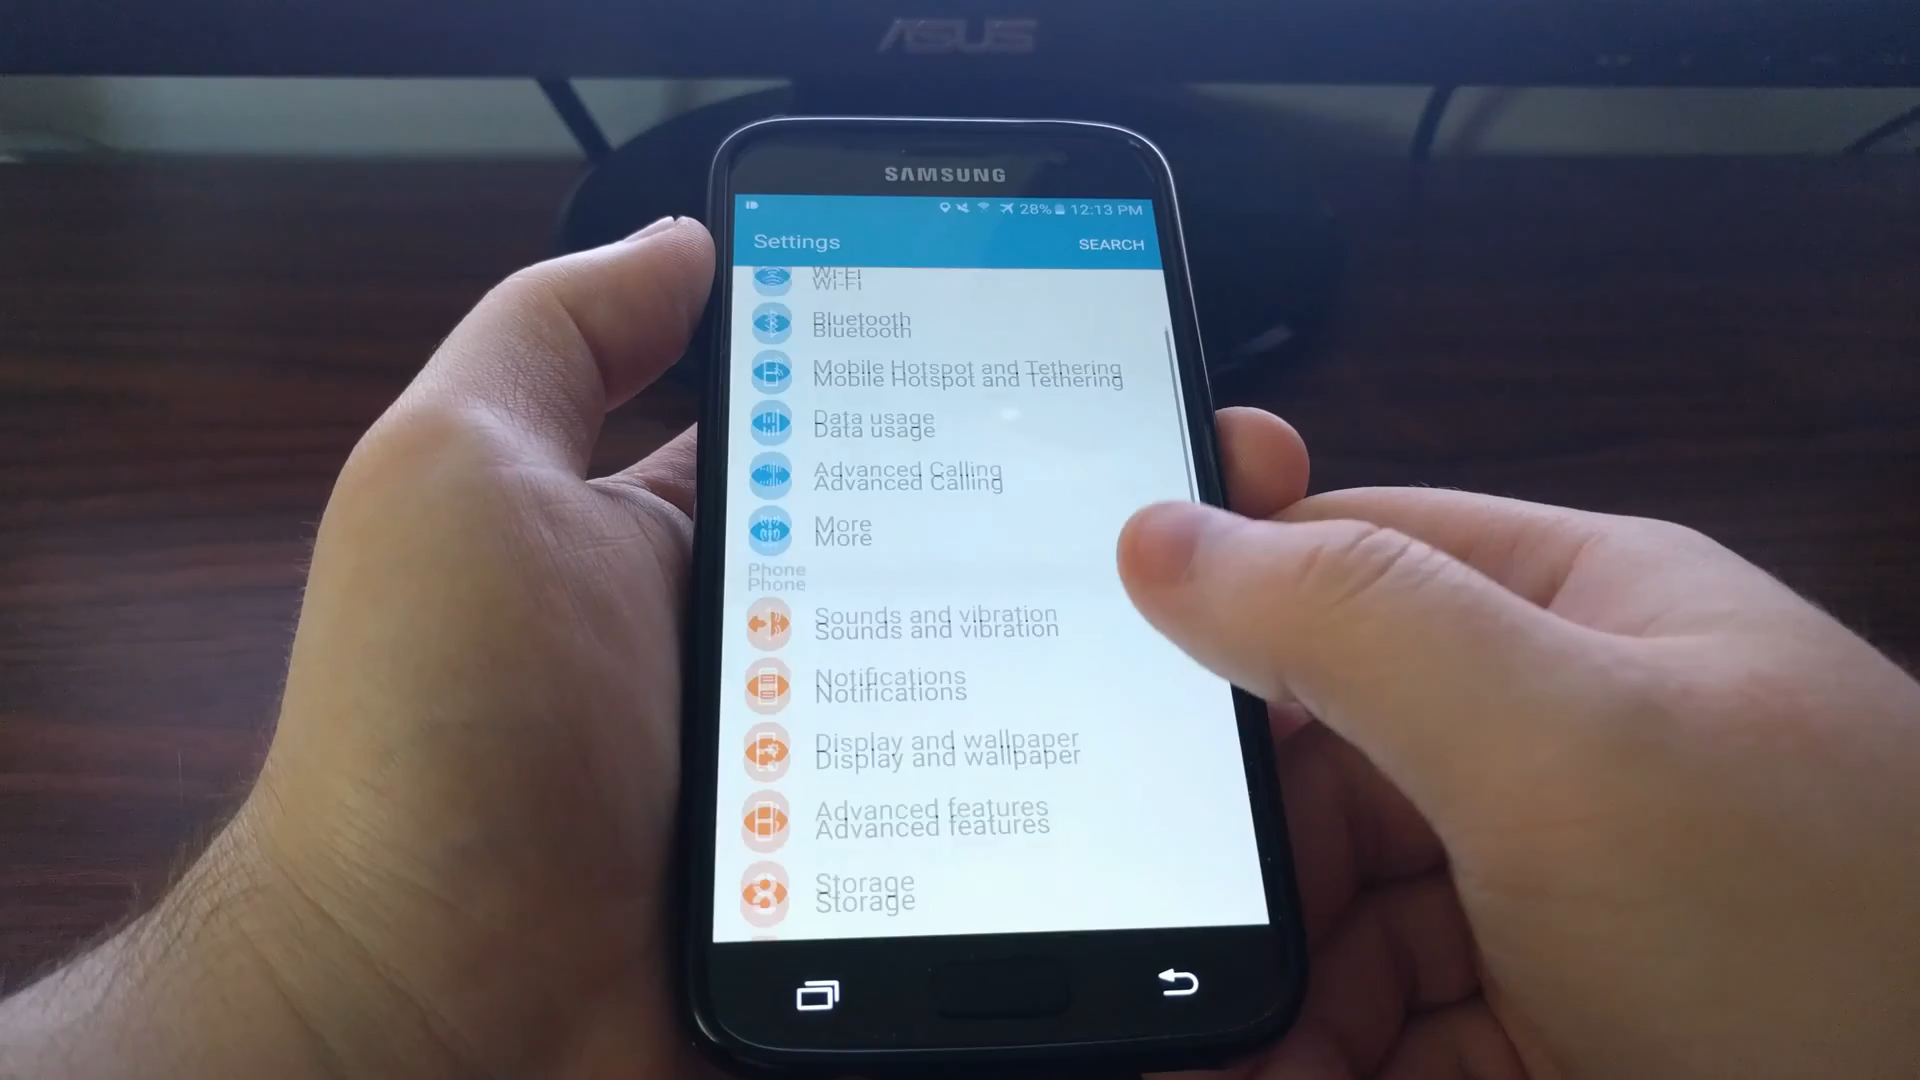 ASUS
SAMSUNG
28% 12:13 PM
Settings
SEARCH
Wi-Fi
Bluetooth
Mobile Hotspot and Tethering
Data usage
Advanced Calling
More
Phone
Sounds and vibration
Notifications
Display and wallpaper
Advanced features
Storage